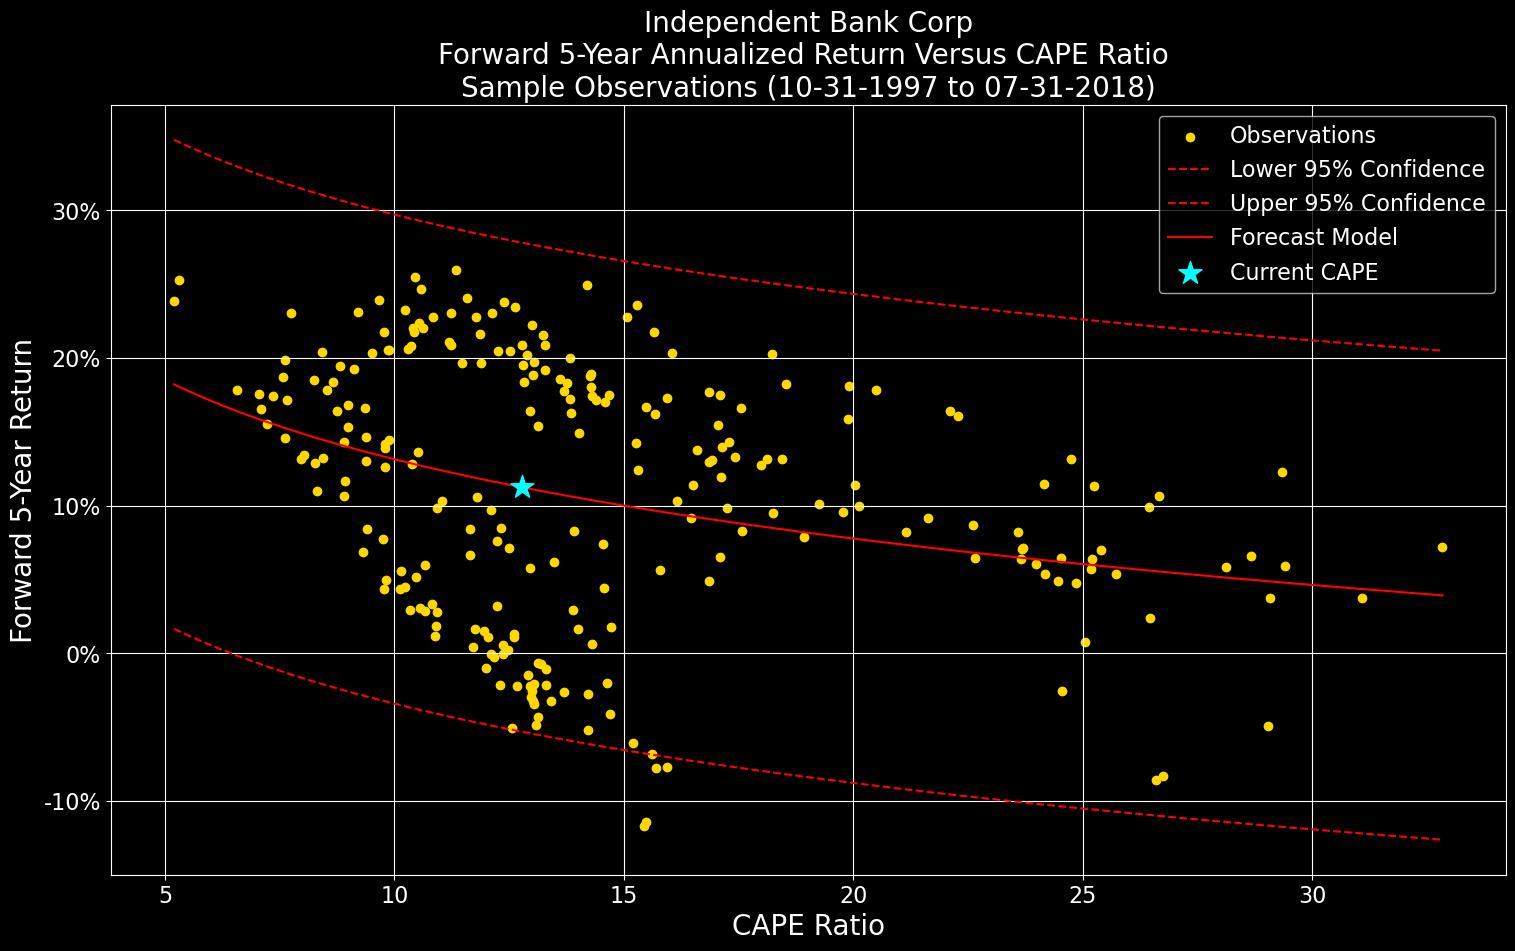 Independent Bank Corp
Forward 5-Year Annualized Return Versus CAPE Ratio
Sample Observations (10-31-1997 to 07-31-2018)
Observations
Lower 95% Confidence
Upper 95% Confidence
Forecast Model
Current CAPE
Forward 5-Year Return
30%
20%
10%
0%
-10%
5 10 15 20 25 30
CAPE Ratio